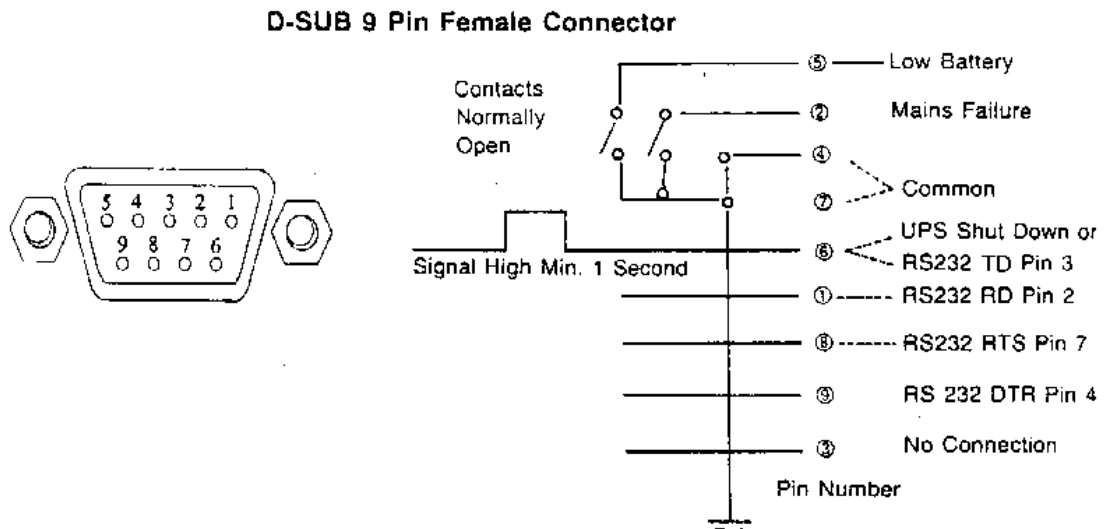 D-SUB 9 Pin Female Connector
Contacts
Normally
Open
⑤ Low Battery
② Mains Failure
④
⑦ Common
5 4 3 2 1
9 8 7 6
Signal High Min. 1 Second
⑥ UPS Shut Down or
RS232 TD Pin 3
① RS232 RD Pin 2
⑧ RS232 RTS Pin 7
⑨ RS 232 DTR Pin 4
③ No Connection
Pin Number